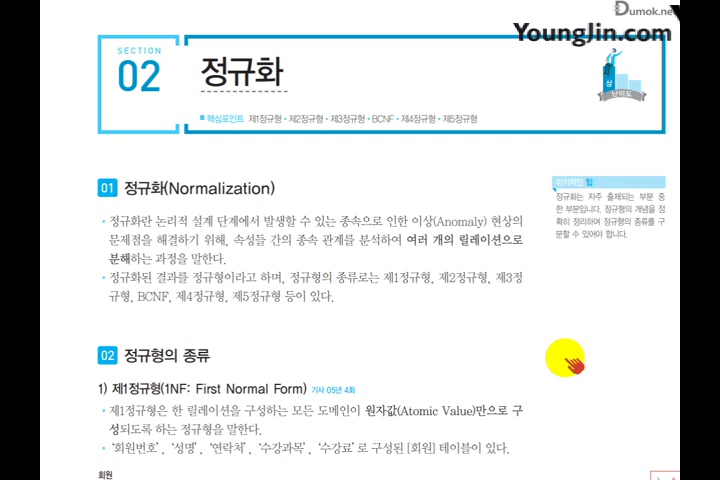 Dumok.ne
YoungJin.com
SECTION
02
정규화
상
난이도
핵심포인트 제1정규형 • 제2정규형 • 제3정규형 • BCNF • 제4정규형 • 제5정규형
01 정규화(Normalization)
• 정규화란 논리적 설계 단계에서 발생할 수 있는 종속으로 인한 이상(Anomaly) 현상의
문제점을 해결하기 위해, 속성들 간의 종속 관계를 분석하여 여러 개의 릴레이션으로
분해하는 과정을 말한다.
• 정규화된 결과를 정규형이라고 하며, 정규형의 종류로는 제1정규형, 제2정규형, 제3정
규형, BCNF, 제4정규형, 제5정규형 등이 있다.
이기적인 팁
정규화는 자주 출제되는 부분 중
한 부분입니다. 정규형의 개념을 정
확히 정리하여 정규형의 종류를 구
분할 수 있어야 합니다.
02 정규형의 종류
1) 제1정규형(1NF: First Normal Form) 기사 05년 4회
• 제1정규형은 한 릴레이션을 구성하는 모든 도메인이 원자값(Atomic Value)만으로 구
성되도록 하는 정규형을 말한다.
• ‘회원번호’, ‘성명’, ‘연락처’, ‘수강과목’, ‘수강료’로 구성된 [회원] 테이블이 있다.
회원